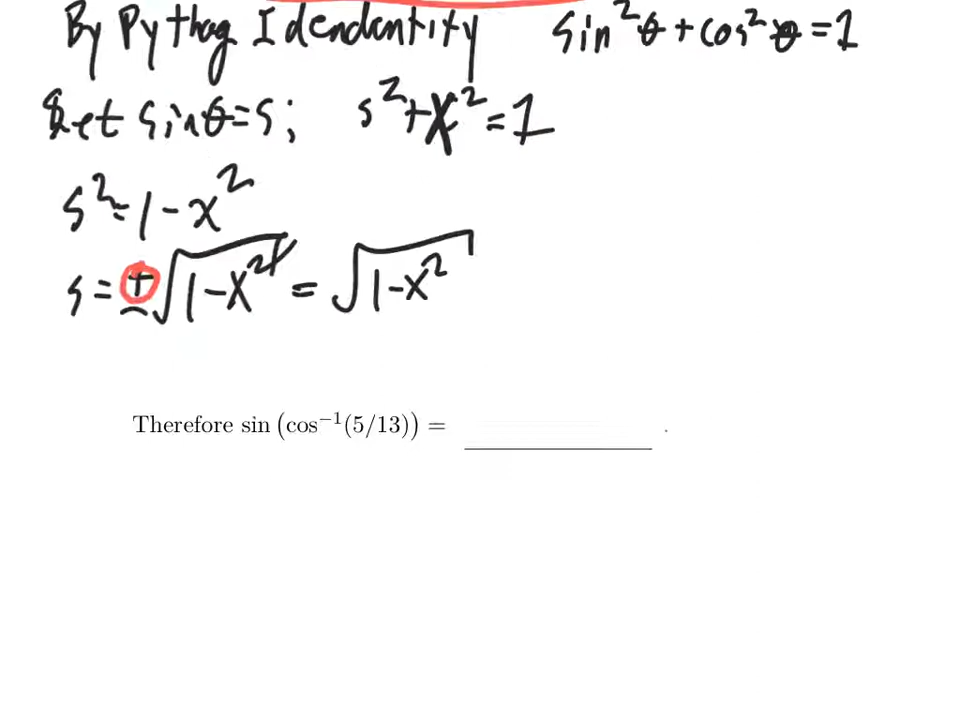 By Pythag Idendentity sin²θ + cos²θ = 1
Let sinθ = s; s² + x² = 1
s² = 1 - x²
s = ±√(1-x²) = √(1-x²)
Therefore sin (cos⁻¹(5/13)) = ________ .